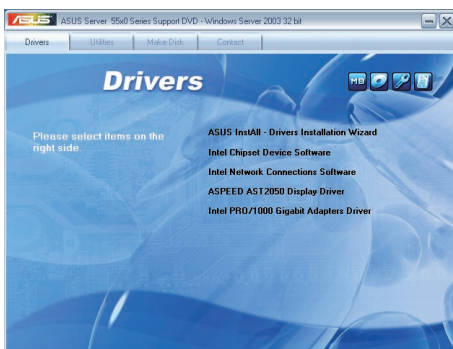 ASUS ASUS Server 55x0 Series Support DVD - Windows Server 2003 32 bit
Drivers Utilities Make Disk Contact
Drivers
MB
Please select items on the
right side.
ASUS InstAll - Drivers Installation Wizard
Intel Chipset Device Software
Intel Network Connections Software
ASPEED AST2050 Display Driver
Intel PRO/1000 Gigabit Adapters Driver